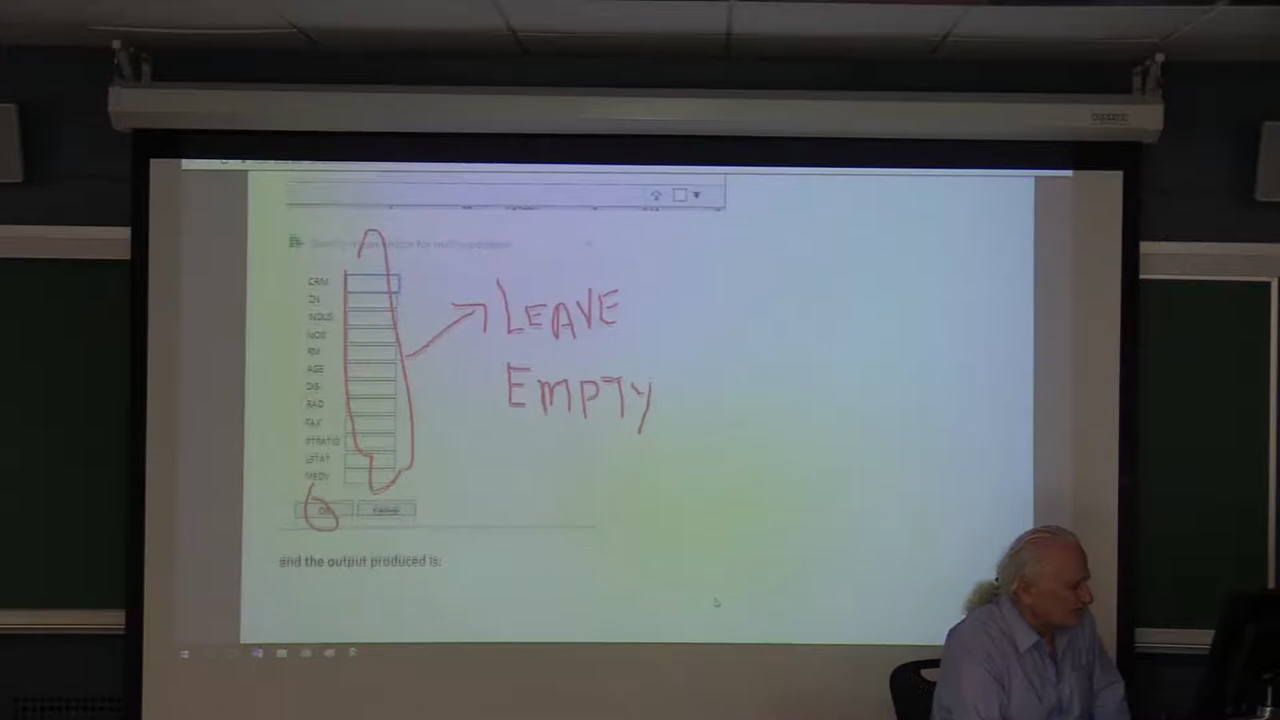 CRIM
ZN
INDUS
NOX
RM
AGE
DIS
RAD
TAX
PTRATIO
LSTAT
MEDV
LEAVE
EMPTY
and the output produced is: